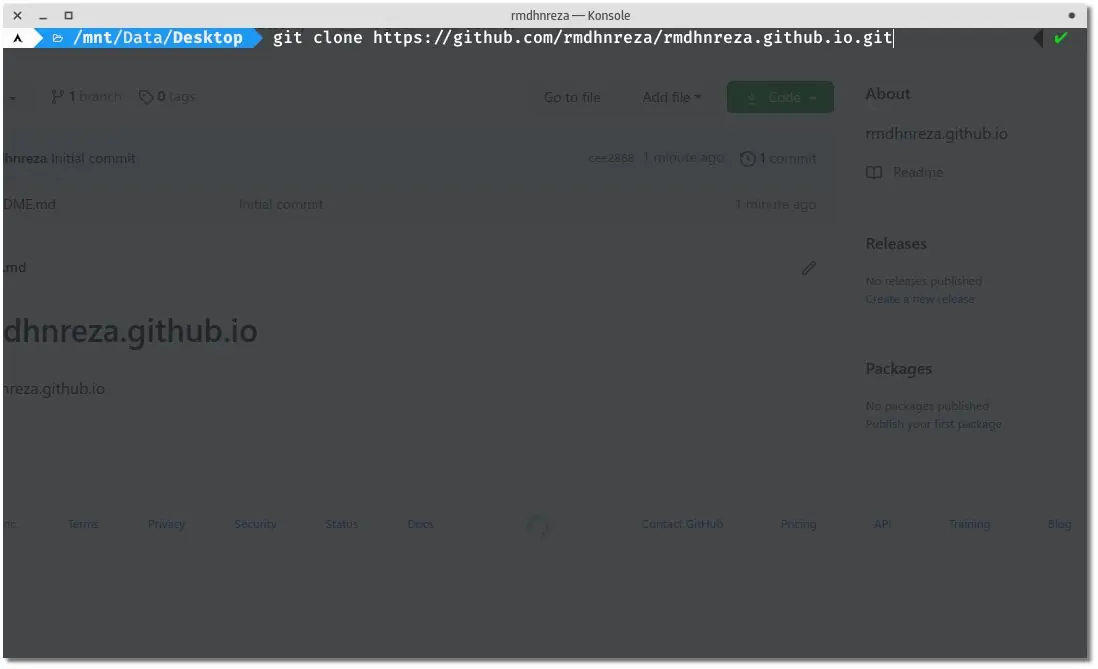 rmdhnreza — Konsole
/mnt/Data/Desktop git clone https://github.com/rmdhnreza/rmdhnreza.github.io.git
1 branch 0 tags Go to file Add file Code About
rmdhnreza.github.io
hnreza Initial commit cee2868 1 minute ago 1 commit
Readme
DME.md Initial commit 1 minute ago
Releases
.md
No releases published
Create a new release
dhnreza.github.io
Packages
nreza.github.io
No packages published
Publish your first package
nc. Terms Privacy Security Status Docs Contact GitHub Pricing API Training Blog